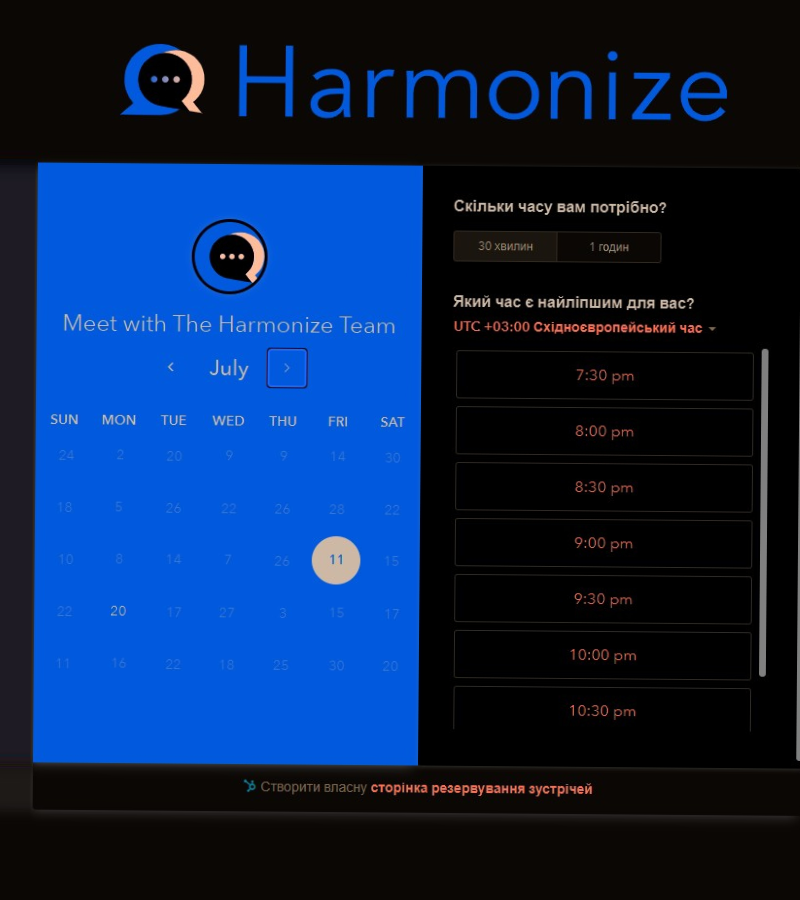 Harmonize
Meet with The Harmonize Team
July
SUN MON TUE WED THU FRI SAT
24 2 20 9 9 14 30
18 5 26 22 26 28 22
10 8 14 7 26 11 15
22 20 17 27 3 15 17
11 16 22 18 25 30 20
Скільки часу вам потрібно?
30 хвилин 1 годин
Який час є найліпшим для вас?
UTC +03:00 Східноєвропейський час
7:30 pm
8:00 pm
8:30 pm
9:00 pm
9:30 pm
10:00 pm
10:30 pm
Створити власну сторінка резервування зустрічей